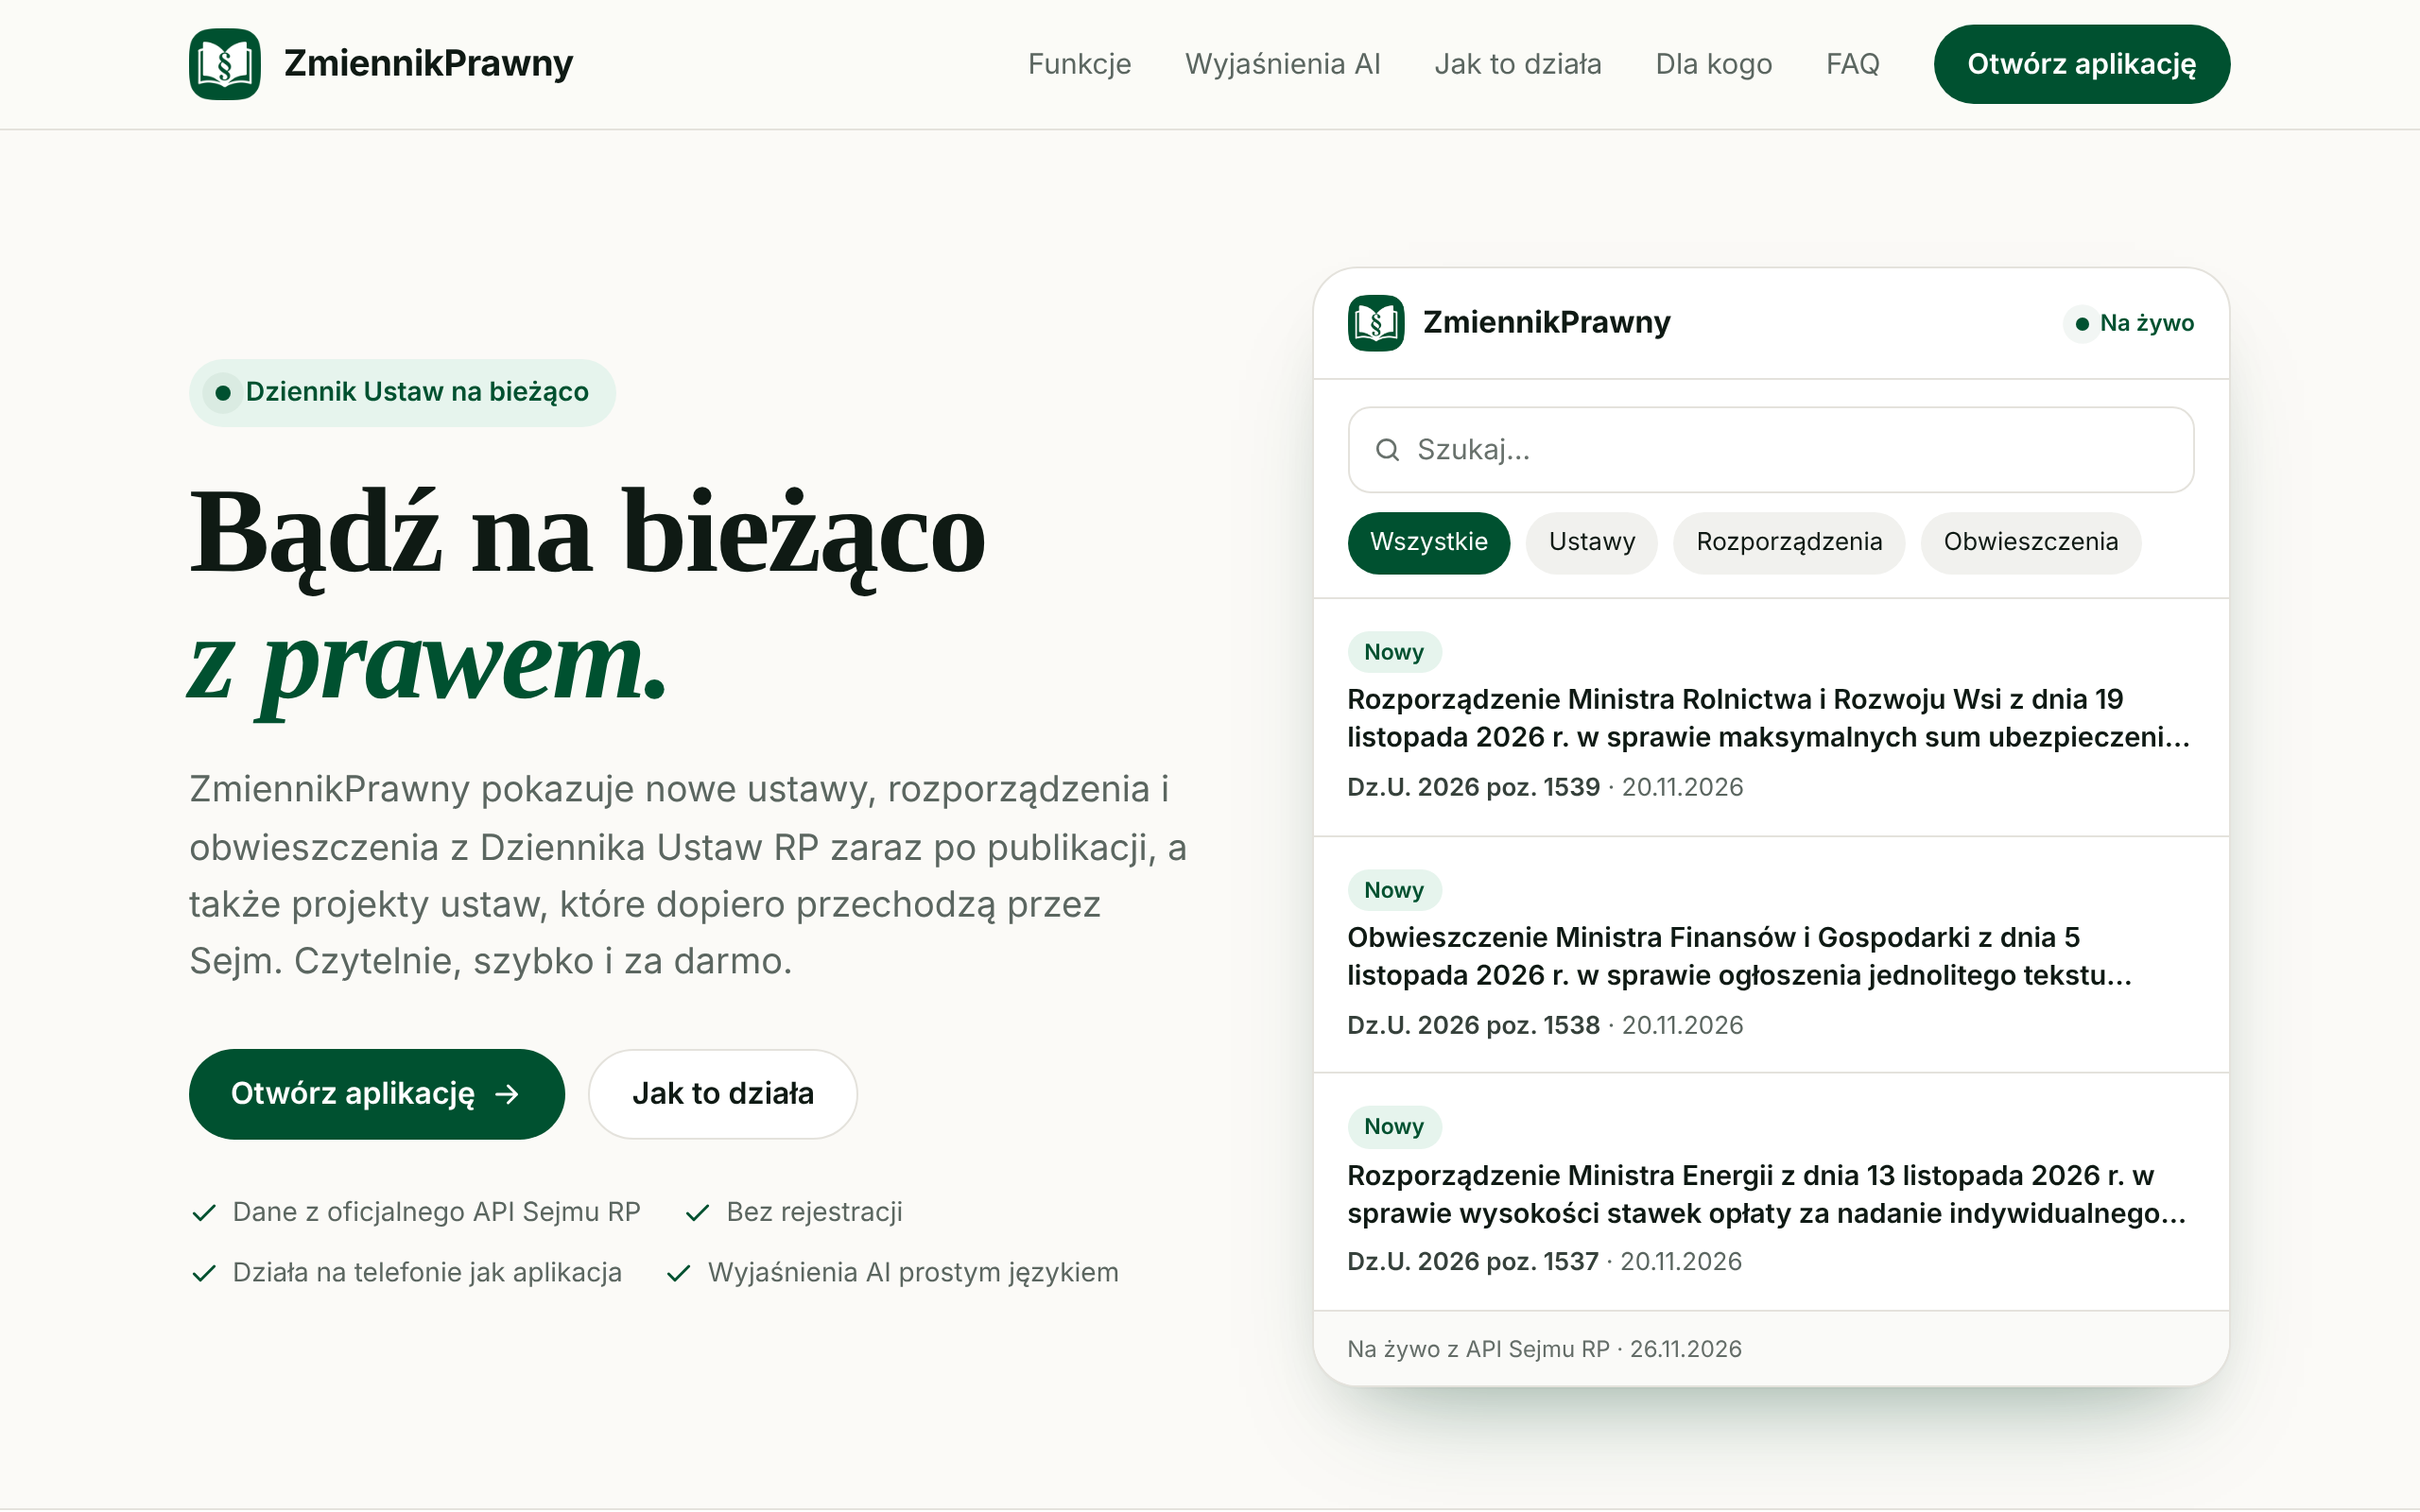 ZmiennikPrawny
Funkcje
Wyjaśnienia AI
Jak to działa
Dla kogo
FAQ
Otwórz aplikację
Dziennik Ustaw na bieżąco
Bądź na bieżąco
z prawem.
ZmiennikPrawny pokazuje nowe ustawy, rozporządzenia i
obwieszczenia z Dziennika Ustaw RP zaraz po publikacji, a
także projekty ustaw, które dopiero przechodzą przez
Sejm. Czytelnie, szybko i za darmo.
Otwórz aplikację →
Jak to działa
Dane z oficjalnego API Sejmu RP
Bez rejestracji
Działa na telefonie jak aplikacja
Wyjaśnienia AI prostym językiem
§
ZmiennikPrawny
Na żywo
Szukaj...
Wszystkie
Ustawy
Rozporządzenia
Obwieszczenia
Nowy
Rozporządzenie Ministra Rolnictwa i Rozwoju Wsi z dnia 19
listopada 2026 r. w sprawie maksymalnych sum ubezpieczeni...
Dz.U. 2026 poz. 1539 · 20.11.2026
Nowy
Obwieszczenie Ministra Finansów i Gospodarki z dnia 5
listopada 2026 r. w sprawie ogłoszenia jednolitego tekstu...
Dz.U. 2026 poz. 1538 · 20.11.2026
Nowy
Rozporządzenie Ministra Energii z dnia 13 listopada 2026 r. w
sprawie wysokości stawek opłaty za nadanie indywidualnego...
Dz.U. 2026 poz. 1537 · 20.11.2026
Na żywo z API Sejmu RP · 26.11.2026